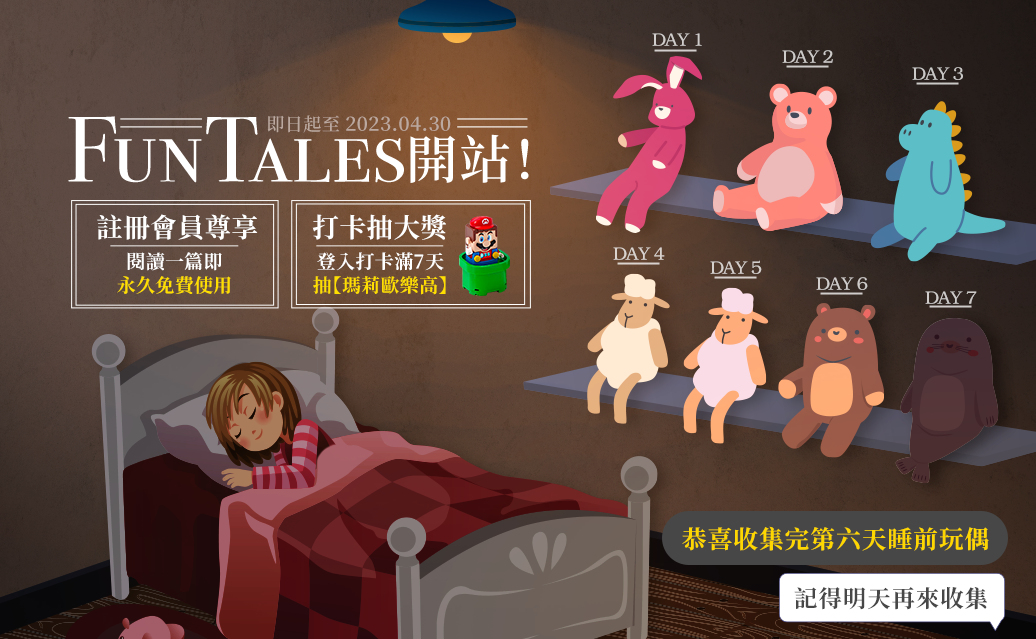 即日起至 2023.04.30
FUNTALES開站!
註冊會員尊享
閱讀一篇即
永久免費使用
打卡抽大獎
登入打卡滿7天
抽【瑪莉歐樂高】
DAY 1
DAY 2
DAY 3
DAY 4
DAY 5
DAY 6
DAY 7
恭喜收集完第六天睡前玩偶
記得明天再來收集